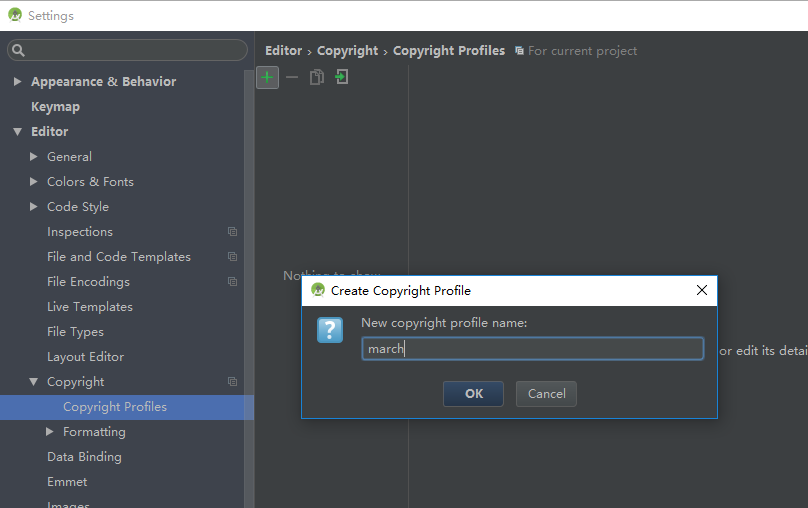 Settings
Editor › Copyright › Copyright Profiles For current project
Appearance & Behavior
Keymap
Editor
General
Colors & Fonts
Code Style
Inspections
File and Code Templates
File Encodings
Live Templates
File Types
Layout Editor
Copyright
Copyright Profiles
Formatting
Data Binding
Emmet
Images
Nothing to show
Create Copyright Profile
New copyright profile name:
march
OK
Cancel
or edit its detai